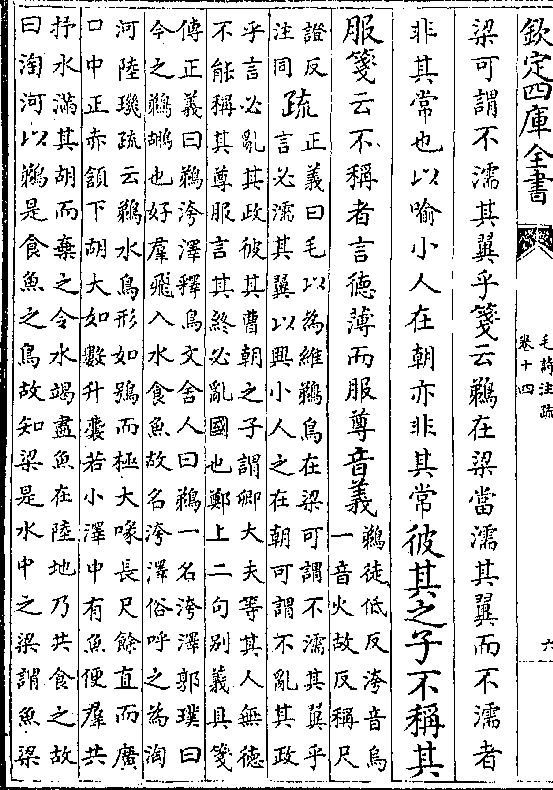 欽定四庫全書
毛詩注疏
卷十四
六
梁可謂不濡其翼乎箋云鵜在梁當濡其翼而不濡者
非其常也以喻小人在朝亦非其常彼其之子不稱其
服箋云不稱者言德薄而服尊音義
鵜徒低反洿音烏
一音火故反稱尺
證反
注同
疏
正義曰毛以為維鵜鳥在梁可謂不濡其翼乎
言必濡其翼以興小人之在朝可謂不亂其政
乎言必亂其政彼其曹朝之子謂卿大夫等其人無德
不能稱其尊服言其終必亂國也鄭上二句別義具箋
傳正義曰鵜洿澤釋鳥文舍人曰鵜一名洿澤郭璞曰
今之鵜鶘也好羣飛入水食魚故名洿澤俗呼之為淘
河陸璣疏云鵜水鳥形如鶚而極大喙長尺餘直而廣
口中正赤頷下胡大如數升囊若小澤中有魚便羣共
抒水滿其胡而棄之令水竭盡魚在陸地乃共食之故
曰淘河以鵜是食魚之鳥故知梁是水中之梁謂魚梁